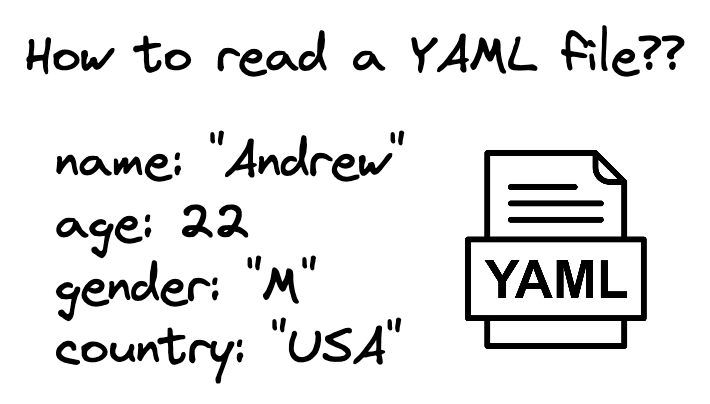 How to read a YAML file??
name: "Andrew"
age: 22
gender: "M"
country: "USA"
YAML